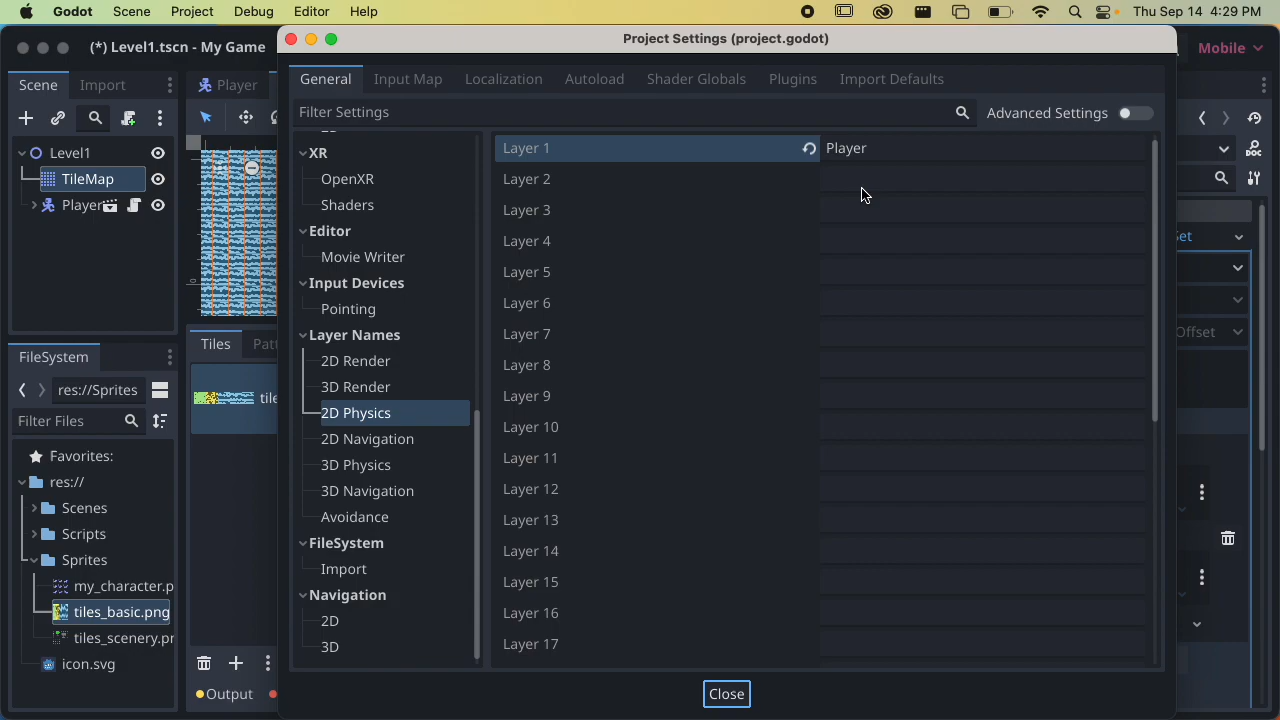 Godot Scene Project Debug Editor Help Thu Sep 14 4:29 PM
(*) Level1.tscn - My Game
Project Settings (project.godot)
Mobile
Scene Import
Player
General Input Map Localization Autoload Shader Globals Plugins Import Defaults
Filter Settings
Advanced Settings
Level1
TileMap
Player
FileSystem
res://Sprites
Filter Files
Favorites:
res://
Scenes
Scripts
Sprites
my_character.p
tiles_basic.png
tiles_scenery.pr
icon.svg
Tiles Pat
tile
Output
XR
OpenXR
Shaders
Editor
Movie Writer
Input Devices
Pointing
Layer Names
2D Render
3D Render
2D Physics
2D Navigation
3D Physics
3D Navigation
Avoidance
FileSystem
Import
Navigation
2D
3D
Layer 1 Player
Layer 2
Layer 3
Layer 4
Layer 5
Layer 6
Layer 7
Layer 8
Layer 9
Layer 10
Layer 11
Layer 12
Layer 13
Layer 14
Layer 15
Layer 16
Layer 17
Close
Set
Offset